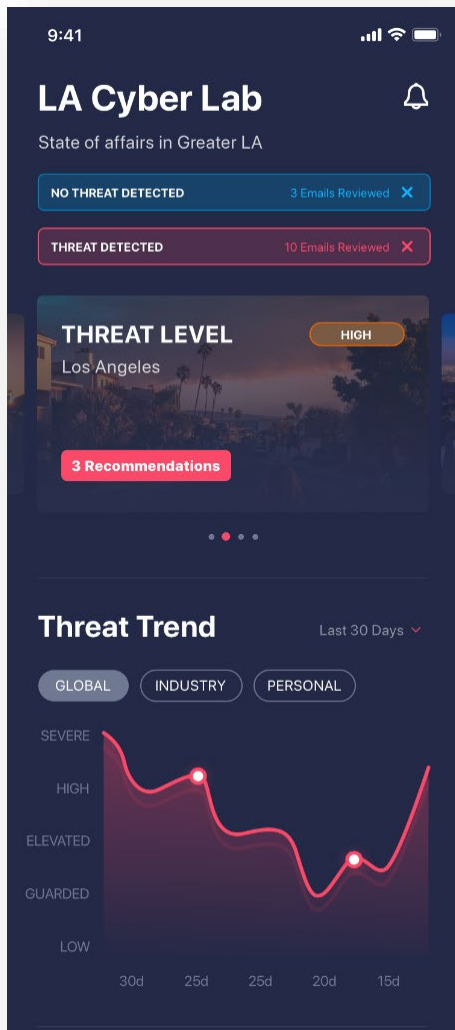 9:41
LA Cyber Lab
State of affairs in Greater LA
NO THREAT DETECTED 3 Emails Reviewed
THREAT DETECTED 10 Emails Reviewed
THREAT LEVEL HIGH
Los Angeles
3 Recommendations
Threat Trend Last 30 Days
GLOBAL INDUSTRY PERSONAL
SEVERE
HIGH
ELEVATED
GUARDED
LOW
30d 25d 25d 20d 15d